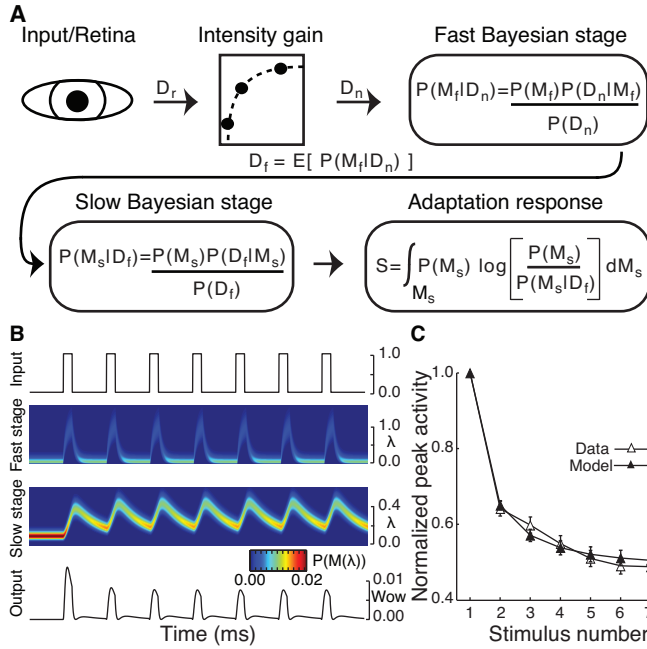 A
Input/Retina
Intensity gain
Fast Bayesian stage
D_r
D_n
P(M_f|D_n)=P(M_f)P(D_n|M_f)
P(D_n)
D_f = E[ P(M_f|D_n) ]
Slow Bayesian stage
Adaptation response
P(M_s|D_f)=P(M_s)P(D_f|M_s)
P(D_f)
S=∫ P(M_s) log[P(M_s)
P(M_s|D_f)] dM_s
M_s
B
Input
1.0
0.0
Fast stage
1.0
λ
0.0
Slow stage
0.4
λ
0.0
P(M(λ))
0.00 0.02
Output
0.01
Wow
0.00
Time (ms)
C
Normalized peak activity
1.0
0.8
0.6
0.4
Data
Model
1 2 3 4 5 6 7
Stimulus number